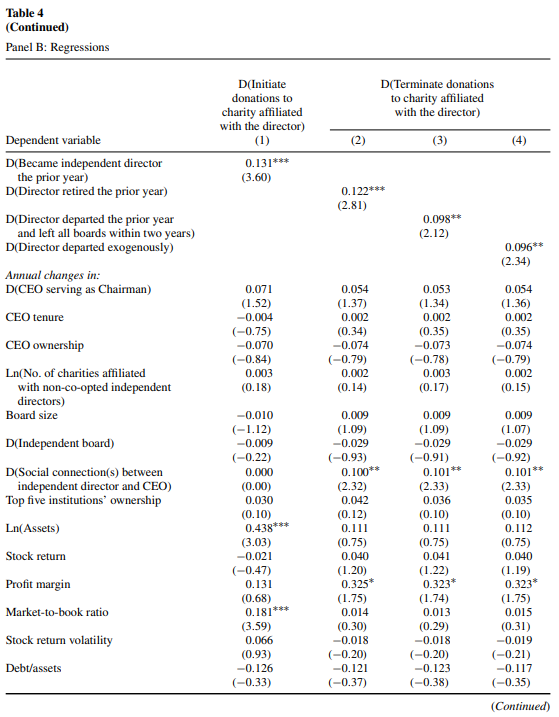 Table 4
(Continued)
Panel B: Regressions
D(Initiate donations to charity affiliated with the director) D(Terminate donations to charity affiliated with the director)
Dependent variable (1) (2) (3) (4)
D(Became independent director 0.131***
the prior year) (3.60)
D(Director retired the prior year) 0.122***
(2.81)
D(Director departed the prior year 0.098**
and left all boards within two years) (2.12)
D(Director departed exogenously) 0.096**
(2.34)
Annual changes in:
D(CEO serving as Chairman) 0.071 0.054 0.053 0.054
(1.52) (1.37) (1.34) (1.36)
CEO tenure −0.004 0.002 0.002 0.002
(−0.75) (0.34) (0.35) (0.35)
CEO ownership −0.070 −0.074 −0.073 −0.074
(−0.84) (−0.79) (−0.78) (−0.79)
Ln(No. of charities affiliated 0.003 0.002 0.003 0.002
with non-co-opted independent (0.18) (0.14) (0.17) (0.15)
directors)
Board size −0.010 0.009 0.009 0.009
(−1.12) (1.09) (1.09) (1.07)
D(Independent board) −0.009 −0.029 −0.029 −0.029
(−0.22) (−0.93) (−0.91) (−0.92)
D(Social connection(s) between 0.000 0.100** 0.101** 0.101**
independent director and CEO) (0.00) (2.32) (2.33) (2.33)
Top five institutions' ownership 0.030 0.042 0.036 0.035
(0.10) (0.12) (0.10) (0.10)
Ln(Assets) 0.438*** 0.111 0.111 0.112
(3.03) (0.75) (0.75) (0.75)
Stock return −0.021 0.040 0.041 0.040
(−0.47) (1.20) (1.22) (1.19)
Profit margin 0.131 0.325* 0.323* 0.323*
(0.68) (1.75) (1.74) (1.75)
Market-to-book ratio 0.181*** 0.014 0.013 0.015
(3.59) (0.30) (0.29) (0.31)
Stock return volatility 0.066 −0.018 −0.018 −0.019
(0.93) (−0.20) (−0.20) (−0.21)
Debt/assets −0.126 −0.121 −0.123 −0.117
(−0.33) (−0.37) (−0.38) (−0.35)
(Continued)